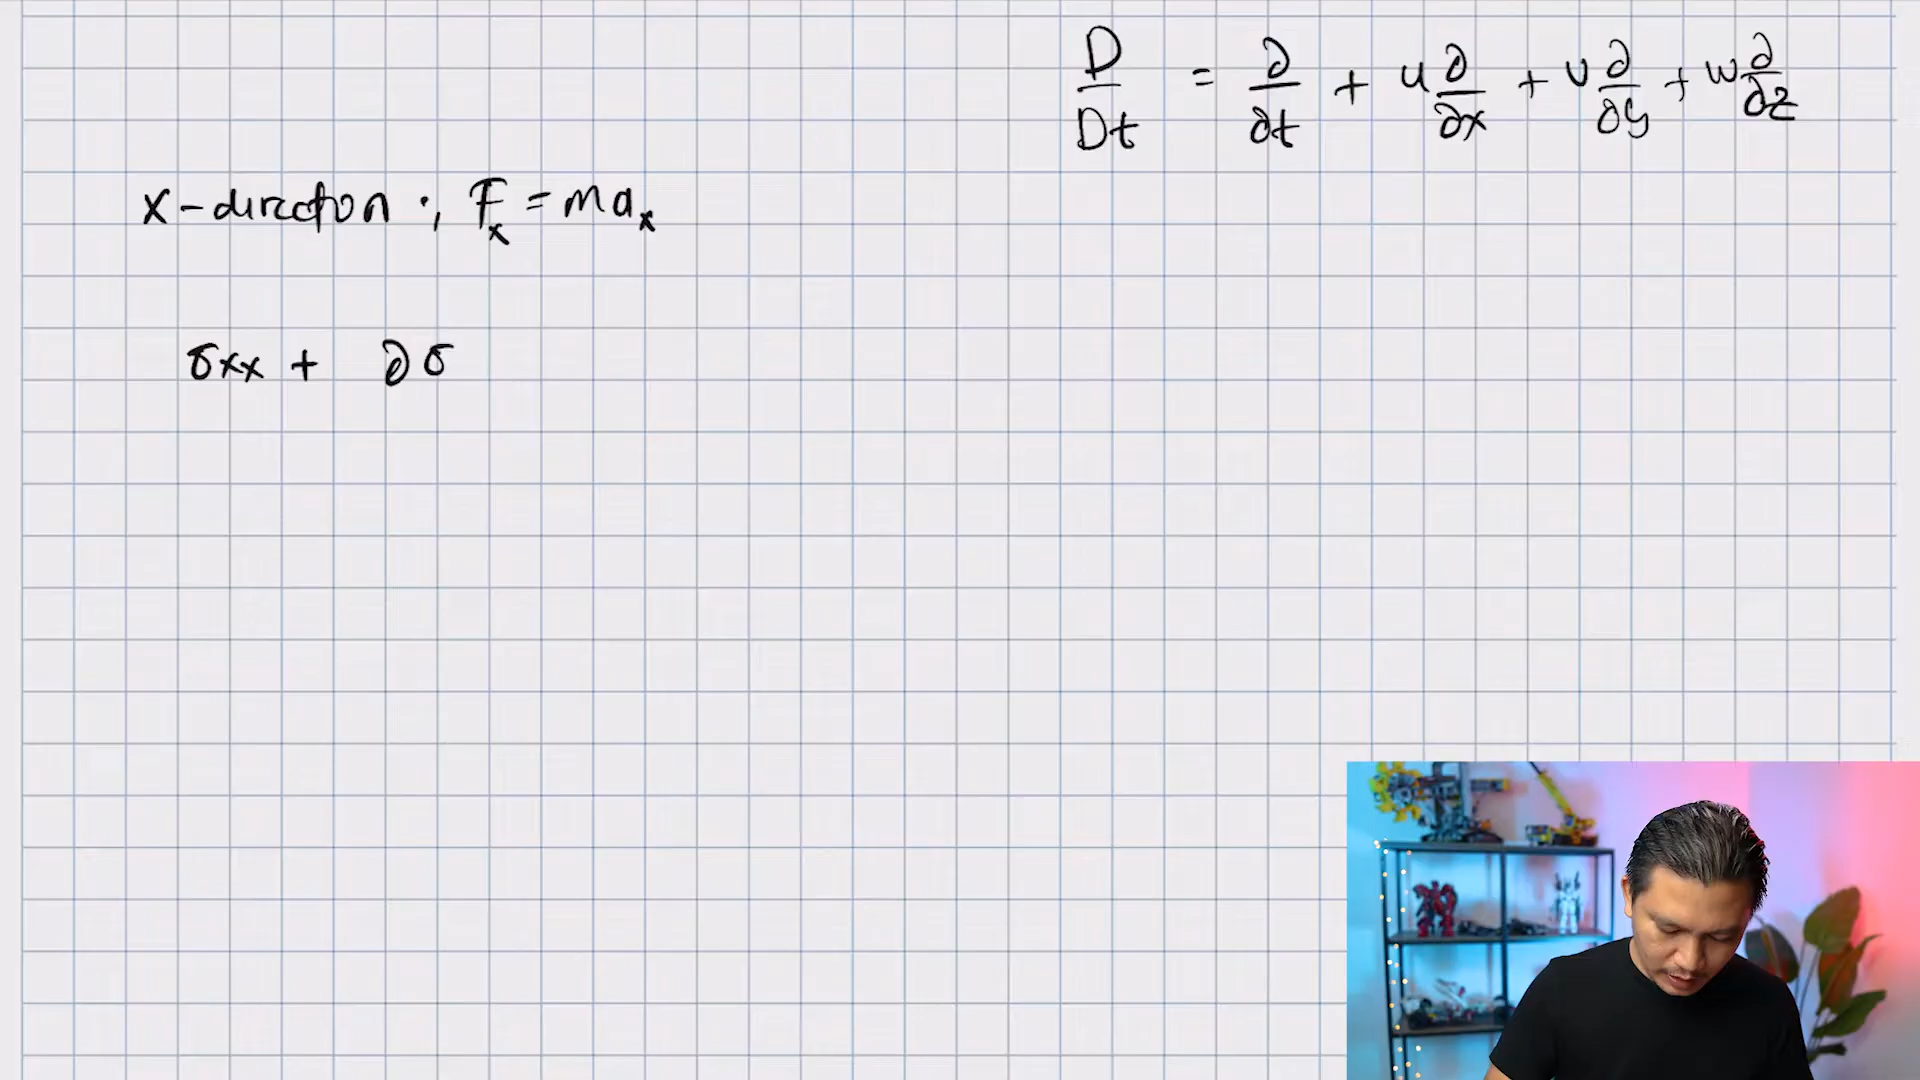 D/Dt = ∂/∂t + u ∂/∂x + v ∂/∂y + w ∂/∂z
x-direction ; Fₓ = maₓ
σxx + ∂σ